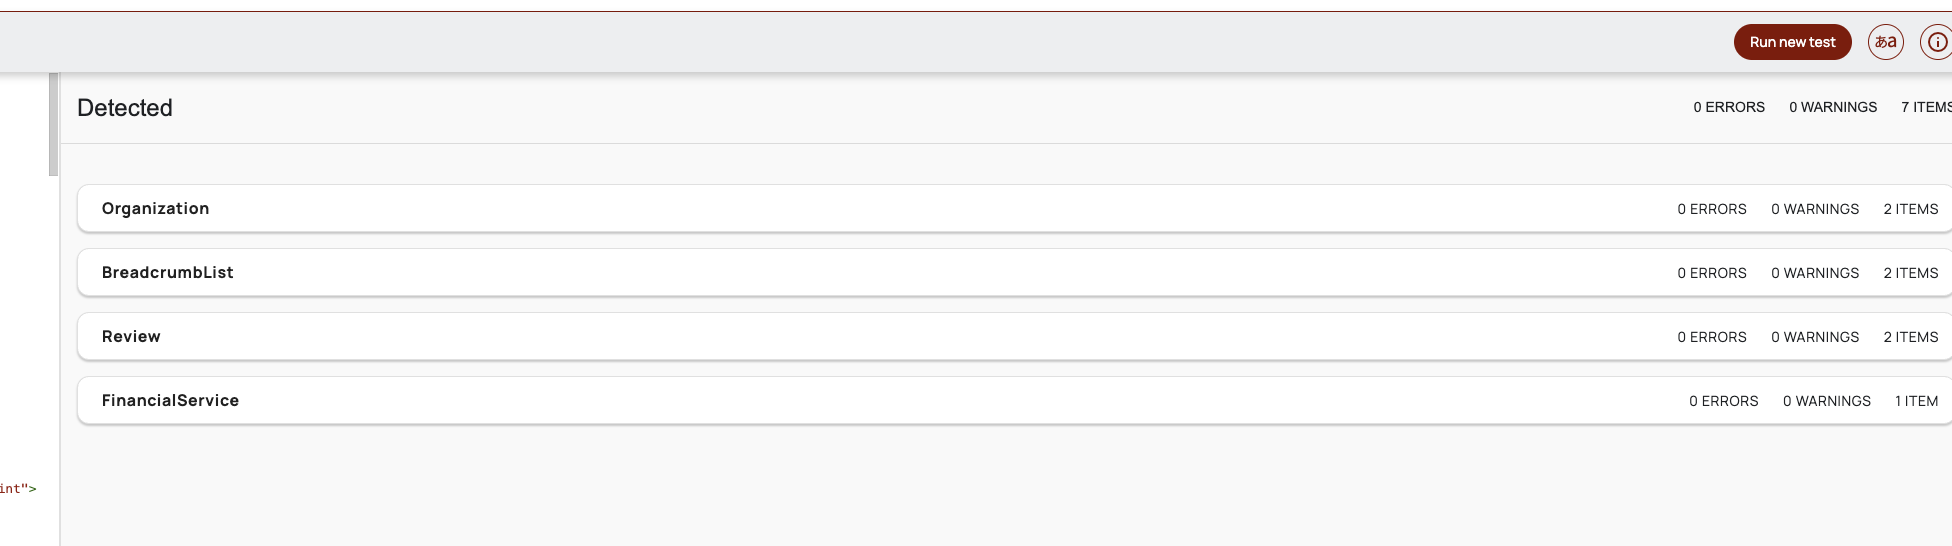 Run new test あa
Detected 0 ERRORS 0 WARNINGS 7 ITEMS
Organization 0 ERRORS 0 WARNINGS 2 ITEMS
BreadcrumbList 0 ERRORS 0 WARNINGS 2 ITEMS
Review 0 ERRORS 0 WARNINGS 2 ITEMS
FinancialService 0 ERRORS 0 WARNINGS 1 ITEM
int">